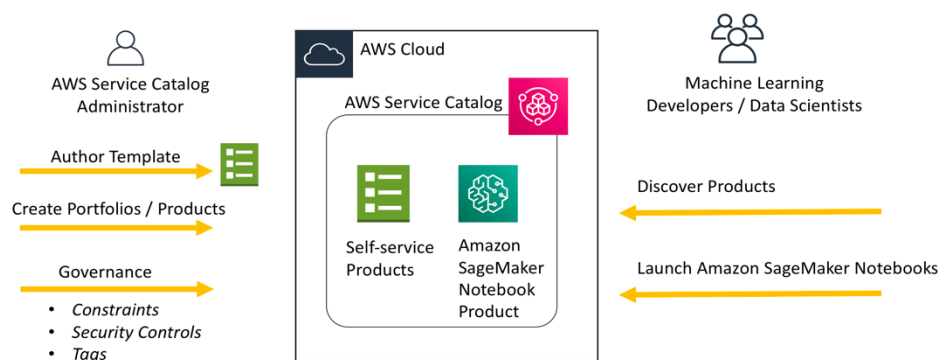 AWS Service Catalog
Administrator
Author Template
Create Portfolios / Products
Governance
• Constraints
• Security Controls
• Tags
AWS Cloud
AWS Service Catalog
Self-service
Products
Amazon
SageMaker
Notebook
Product
Machine Learning
Developers / Data Scientists
Discover Products
Launch Amazon SageMaker Notebooks